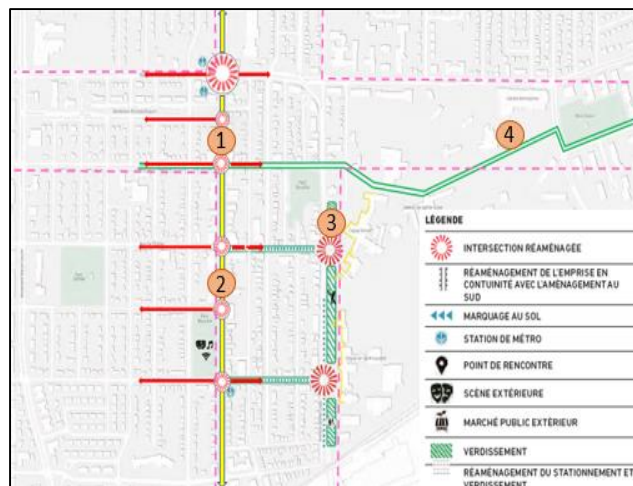 1
4
3
2
LÉGENDE
INTERSECTION RÉAMÉNAGÉE
RÉAMÉNAGEMENT DE L'EMPRISE EN
CONTUINITÉ AVEC L'AMÉNAGEMENT AU
SUD
MARQUAGE AU SOL
STATION DE MÉTRO
POINT DE RENCONTRE
SCÈNE EXTÉRIEURE
MARCHÉ PUBLIC EXTÉRIEUR
VERDISSEMENT
RÉAMÉNAGEMENT DU STATIONNEMENT ET
VERDISSEMENT